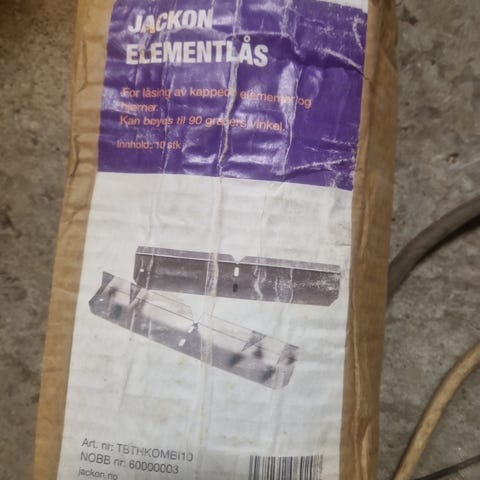 JACKON
ELEMENTLÅS
For låsing av kappede elementer og
hjørner.
Kan bøyes til 90 graders vinkel.
Innhold: 10 stk
Art. nr: TBTHKOMBI10
NOBB nr: 60000003
jackon.no